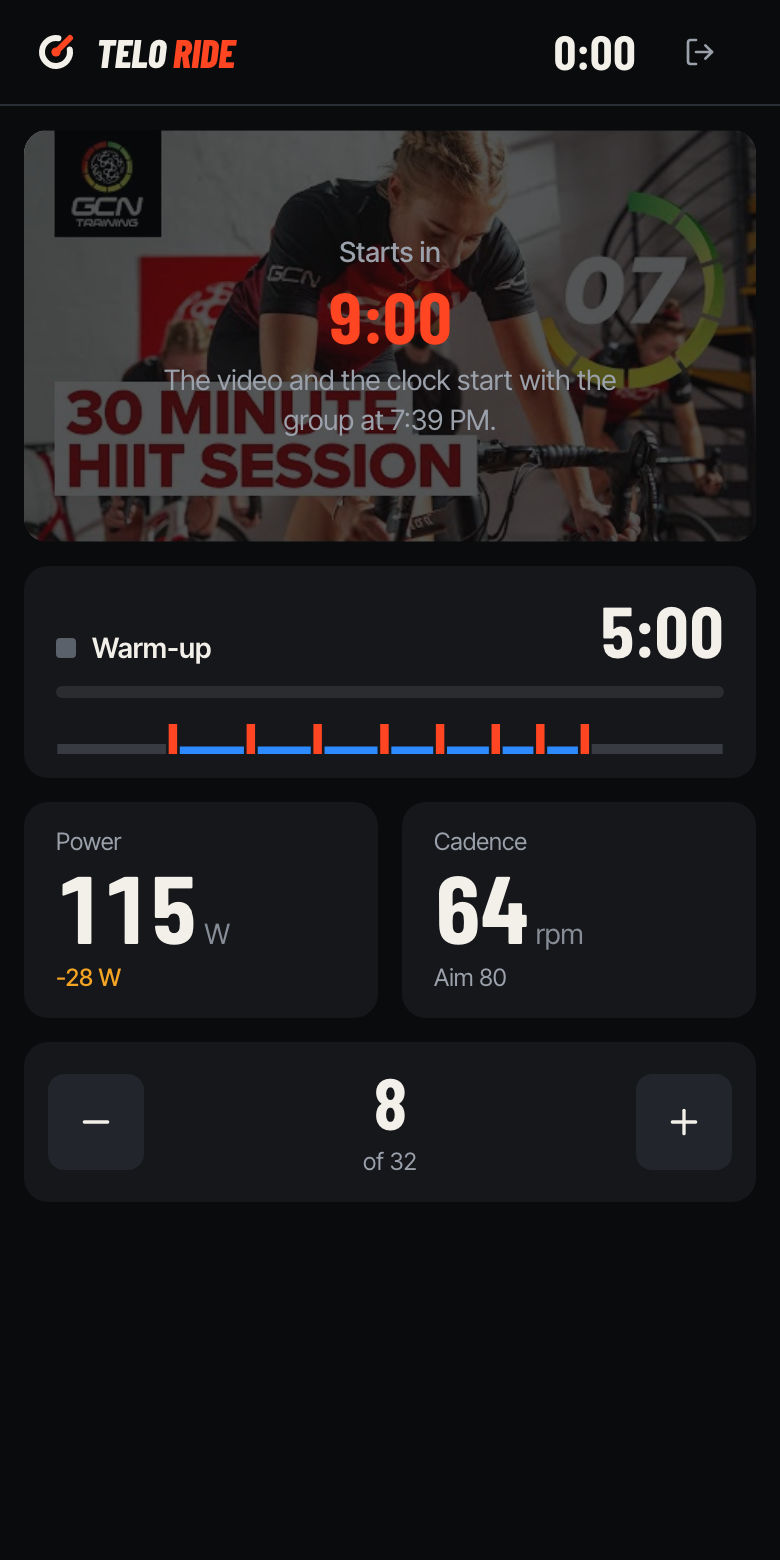 TELO RIDE
0:00
GCN
TRAINING
Starts in
9:00
07
The video and the clock start with the
group at 7:39 PM.
30 MINUTE
HIIT SESSION
GCN
Warm-up
5:00
Power
115 W
-28 W
Cadence
64 rpm
Aim 80
8
of 32